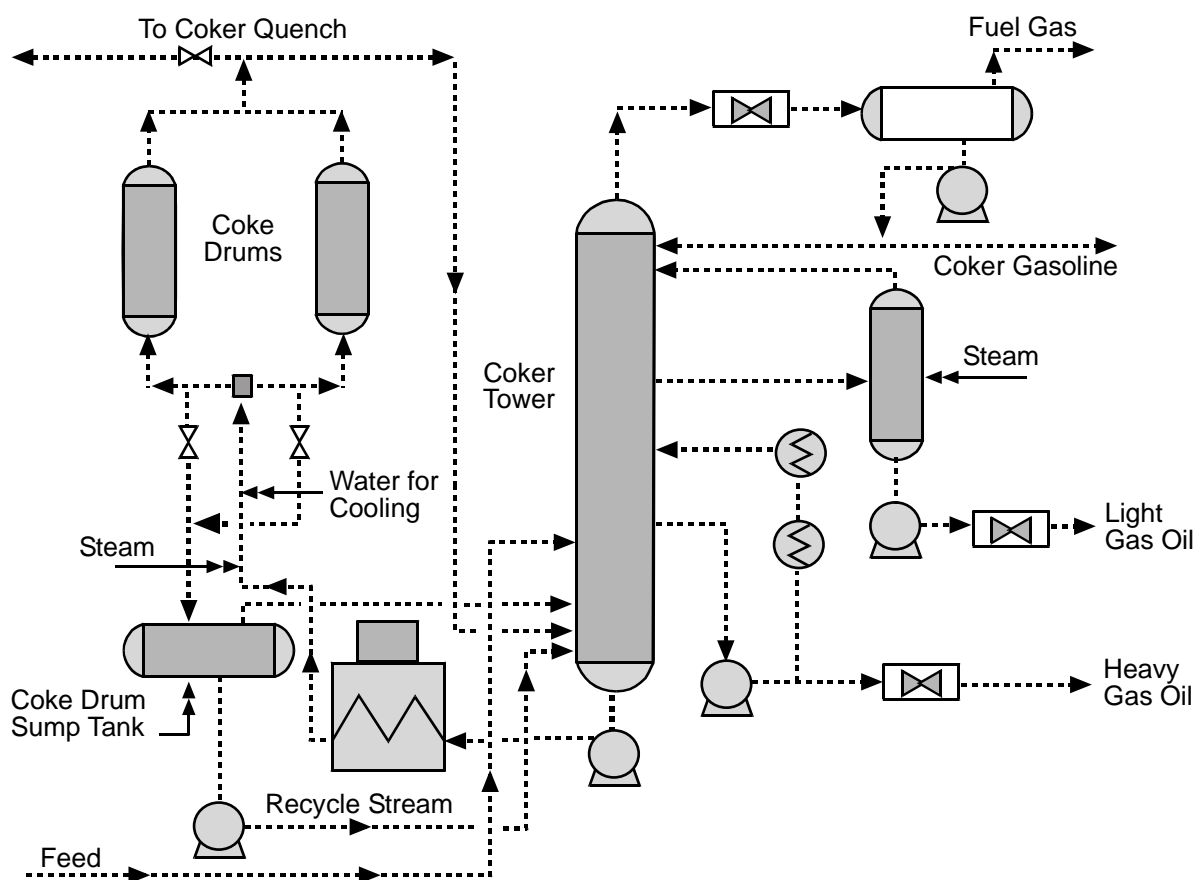 To Coker Quench
Fuel Gas
Coke
Drums
Coker Gasoline
Coker
Tower
Steam
Water for
Cooling
Light
Gas Oil
Steam
Heavy
Gas Oil
Coke Drum
Sump Tank
Recycle Stream
Feed